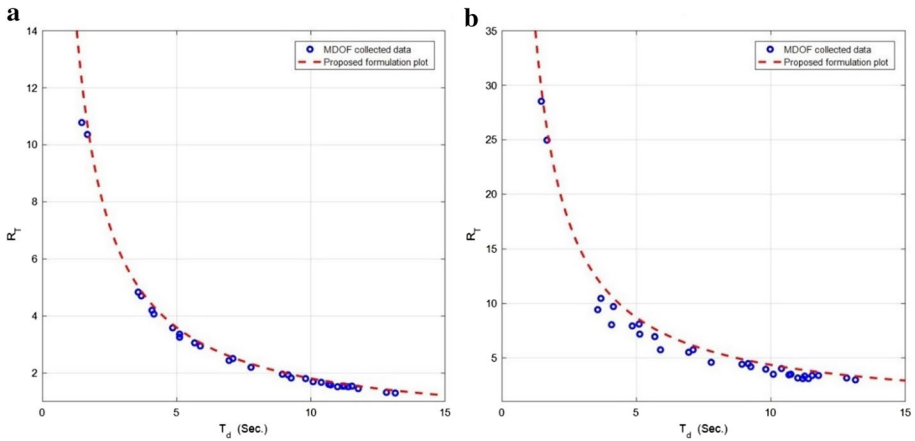 a
14
12
10
8
6
4
2
0
5
10
15
R_T
T_d (Sec.)
MDOF collected data
Proposed formulation plot
b
35
30
25
20
15
10
5
0
5
10
15
R_T
T_d (Sec.)
MDOF collected data
Proposed formulation plot